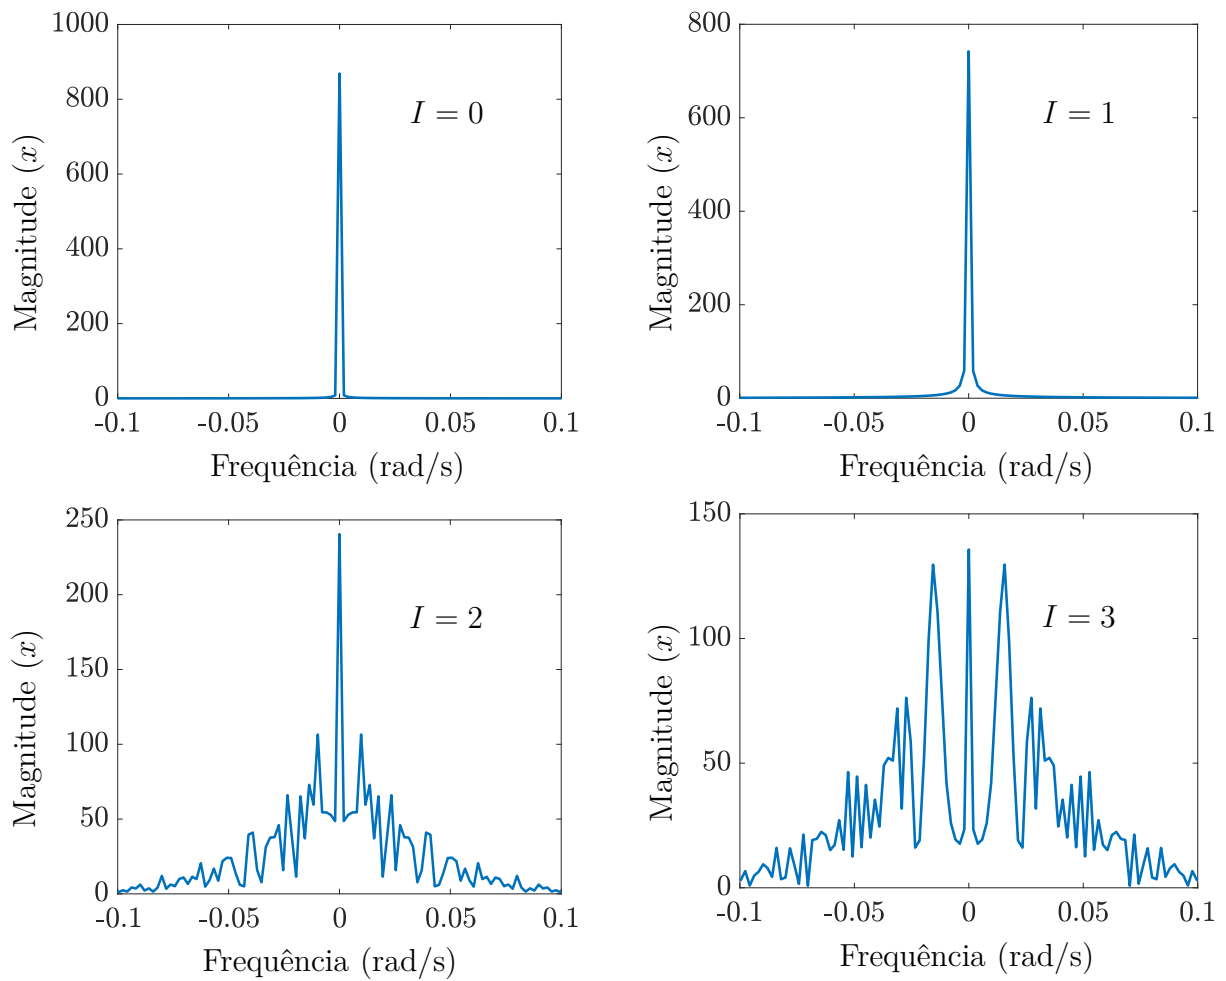 1000
800
600
400
200
0
-0.1 -0.05 0 0.05 0.1
Magnitude (x)
Frequência (rad/s)
I = 0
800
600
400
200
0
-0.1 -0.05 0 0.05 0.1
Magnitude (x)
Frequência (rad/s)
I = 1
250
200
150
100
50
0
-0.1 -0.05 0 0.05 0.1
Magnitude (x)
Frequência (rad/s)
I = 2
150
100
50
0
-0.1 -0.05 0 0.05 0.1
Magnitude (x)
Frequência (rad/s)
I = 3